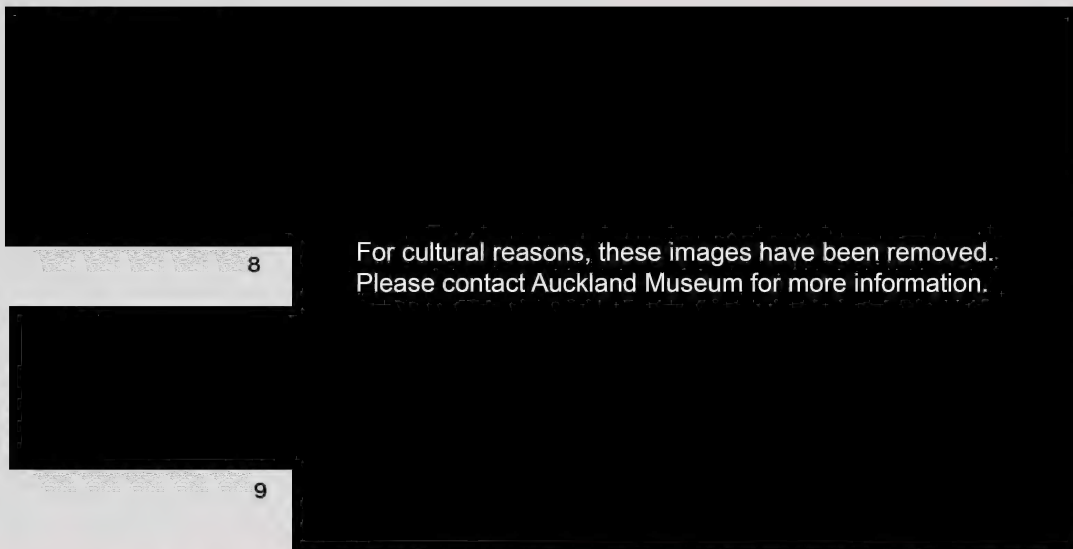 8
For cultural reasons, these images have been removed.
Please contact Auckland Museum for more information.
9